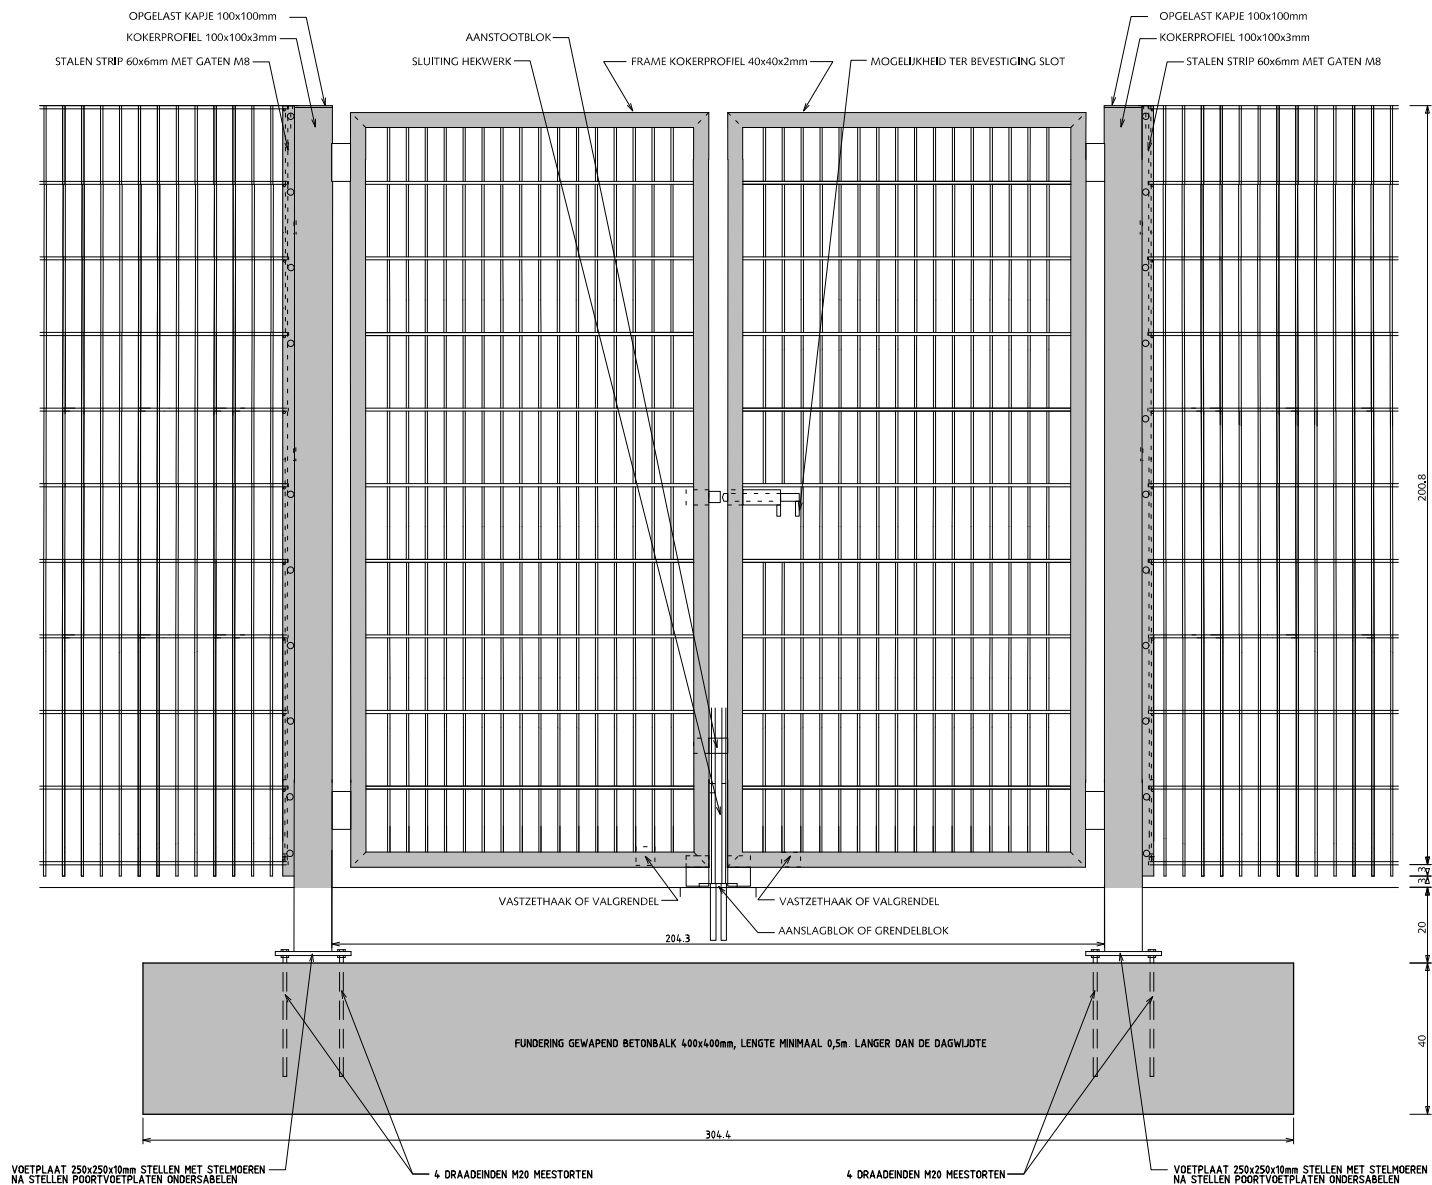 OPGELAST KAPJE 100x100mm
KOKERPROFIEL 100x100x3mm
STALEN STRIP 60x6mm MET GATEN M8
AANSTOOTBLOK
SLUITING HEKWERK
FRAME KOKERPROFIEL 40x40x2mm
MOGELIJKHEID TER BEVESTIGING SLOT
OPGELAST KAPJE 100x100mm
KOKERPROFIEL 100x100x3mm
STALEN STRIP 60x6mm MET GATEN M8
200.8
3.3
VASTZETHAAK OF VALGRENDEL
VASTZETHAAK OF VALGRENDEL
AANSLAGBLOK OF GRENDELBLOK
204.3
20
FUNDERING GEWAPEND BETONBALK 400x400mm, LENGTE MINIMAAL 0,5m. LANGER DAN DE DAGWIJDTE
40
304.4
VOETPLAAT 250x250x10mm STELLEN MET STELMOEREN
NA STELLEN POORTVOETPLATEN ONDERSABELEN
4 DRAADEINDEN M20 MEESTORTEN
4 DRAADEINDEN M20 MEESTORTEN
VOETPLAAT 250x250x10mm STELLEN MET STELMOEREN
NA STELLEN POORTVOETPLATEN ONDERSABELEN